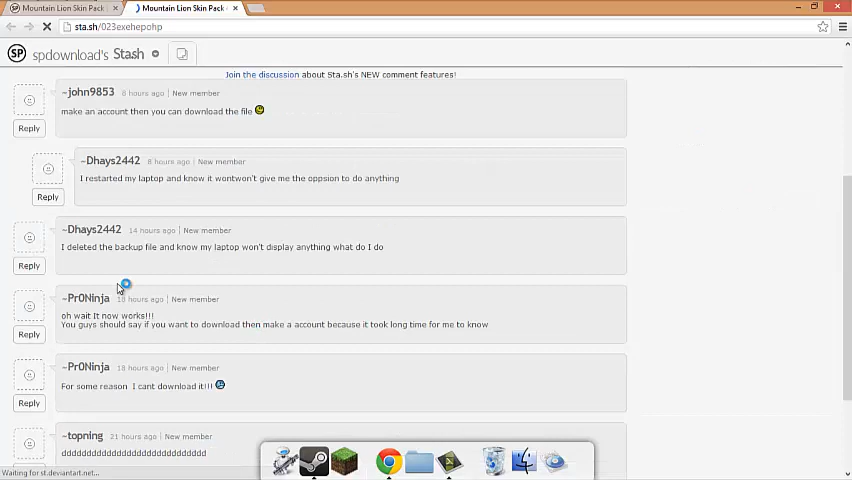 Mountain Lion Skin Pack
Mountain Lion Skin Pack
sta.sh/023exehepohp
SP
spdownload's Stash
Join the discussion about Sta.sh's NEW comment features!
~john9853 8 hours ago | New member
make an account then you can download the file
Reply
~Dhays2442 8 hours ago | New member
I restarted my laptop and know it wontwon't give me the oppsion to do anything
Reply
~Dhays2442 14 hours ago | New member
I deleted the backup file and know my laptop won't display anything what do I do
Reply
~Pr0Ninja 18 hours ago | New member
oh wait It now works!!!
You guys should say if you want to download then make a account because it took long time for me to know
Reply
~Pr0Ninja 18 hours ago | New member
For some reason I cant download it!!!
Reply
~topning 21 hours ago | New member
Waiting for st.deviantart.net...